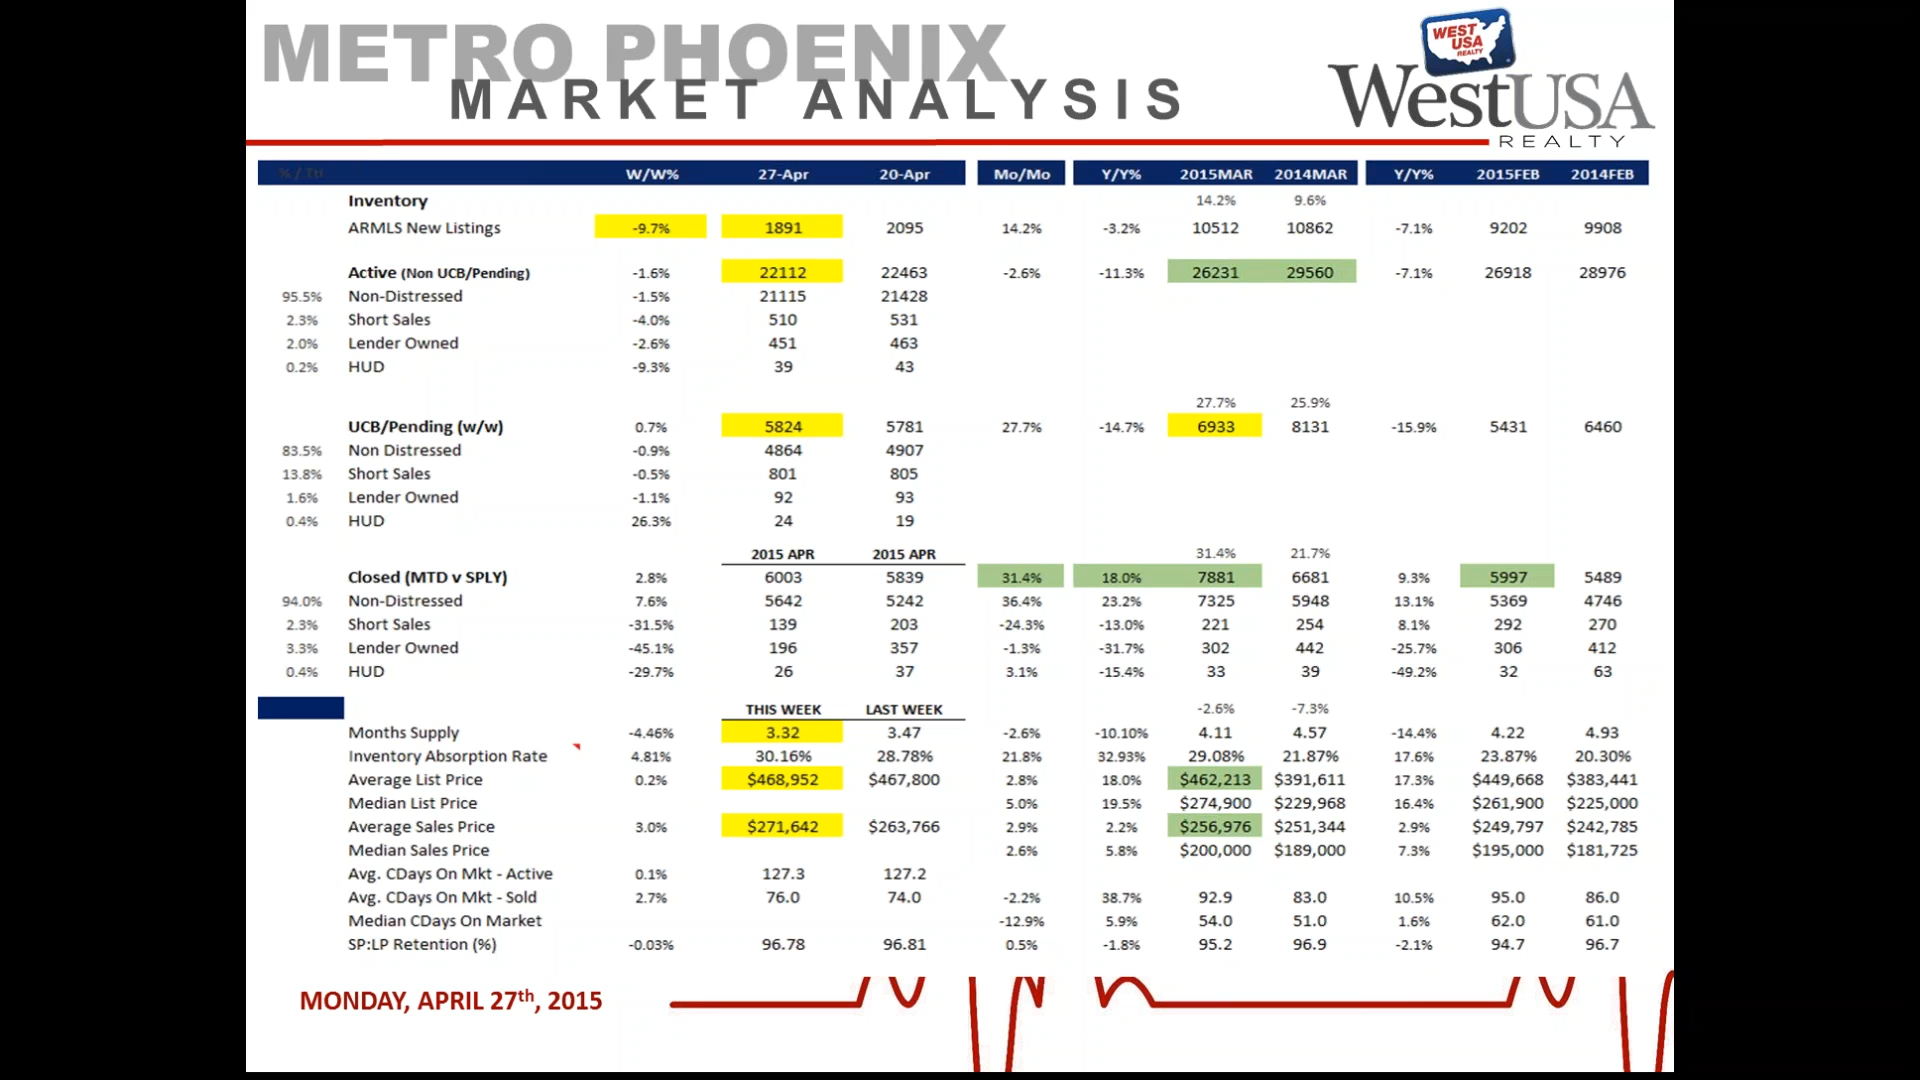 METRO PHOENIX
MARKET ANALYSIS
WEST
USA
REALTY
WestUSA
REALTY
% / Ttl W/W% 27-Apr 20-Apr Mo/Mo Y/Y% 2015MAR 2014MAR Y/Y% 2015FEB 2014FEB
Inventory 14.2% 9.6%
ARMLS New Listings -9.7% 1891 2095 14.2% -3.2% 10512 10862 -7.1% 9202 9908
Active (Non UCB/Pending) -1.6% 22112 22463 -2.6% -11.3% 26231 29560 -7.1% 26918 28976
95.5% Non-Distressed -1.5% 21115 21428
2.3% Short Sales -4.0% 510 531
2.0% Lender Owned -2.6% 451 463
0.2% HUD -9.3% 39 43
27.7% 25.9%
UCB/Pending (w/w) 0.7% 5824 5781 27.7% -14.7% 6933 8131 -15.9% 5431 6460
83.5% Non Distressed -0.9% 4864 4907
13.8% Short Sales -0.5% 801 805
1.6% Lender Owned -1.1% 92 93
0.4% HUD 26.3% 24 19
2015 APR 2015 APR 31.4% 21.7%
Closed (MTD v SPLY) 2.8% 6003 5839 31.4% 18.0% 7881 6681 9.3% 5997 5489
94.0% Non-Distressed 7.6% 5642 5242 36.4% 23.2% 7325 5948 13.1% 5369 4746
2.3% Short Sales -31.5% 139 203 -24.3% -13.0% 221 254 8.1% 292 270
3.3% Lender Owned -45.1% 196 357 -1.3% -31.7% 302 442 -25.7% 306 412
0.4% HUD -29.7% 26 37 3.1% -15.4% 33 39 -49.2% 32 63
THIS WEEK LAST WEEK -2.6% -7.3%
Months Supply -4.46% 3.32 3.47 -2.6% -10.10% 4.11 4.57 -14.4% 4.22 4.93
Inventory Absorption Rate 4.81% 30.16% 28.78% 21.8% 32.93% 29.08% 21.87% 17.6% 23.87% 20.30%
Average List Price 0.2% $468,952 $467,800 2.8% 18.0% $462,213 $391,611 17.3% $449,668 $383,441
Median List Price 5.0% 19.5% $274,900 $229,968 16.4% $261,900 $225,000
Average Sales Price 3.0% $271,642 $263,766 2.9% 2.2% $256,976 $251,344 2.9% $249,797 $242,785
Median Sales Price 2.6% 5.8% $200,000 $189,000 7.3% $195,000 $181,725
Avg. CDays On Mkt - Active 0.1% 127.3 127.2
Avg. CDays On Mkt - Sold 2.7% 76.0 74.0 -2.2% 38.7% 92.9 83.0 10.5% 95.0 86.0
Median CDays On Market -12.9% 5.9% 54.0 51.0 1.6% 62.0 61.0
SP:LP Retention (%) -0.03% 96.78 96.81 0.5% -1.8% 95.2 96.9 -2.1% 94.7 96.7
MONDAY, APRIL 27th, 2015